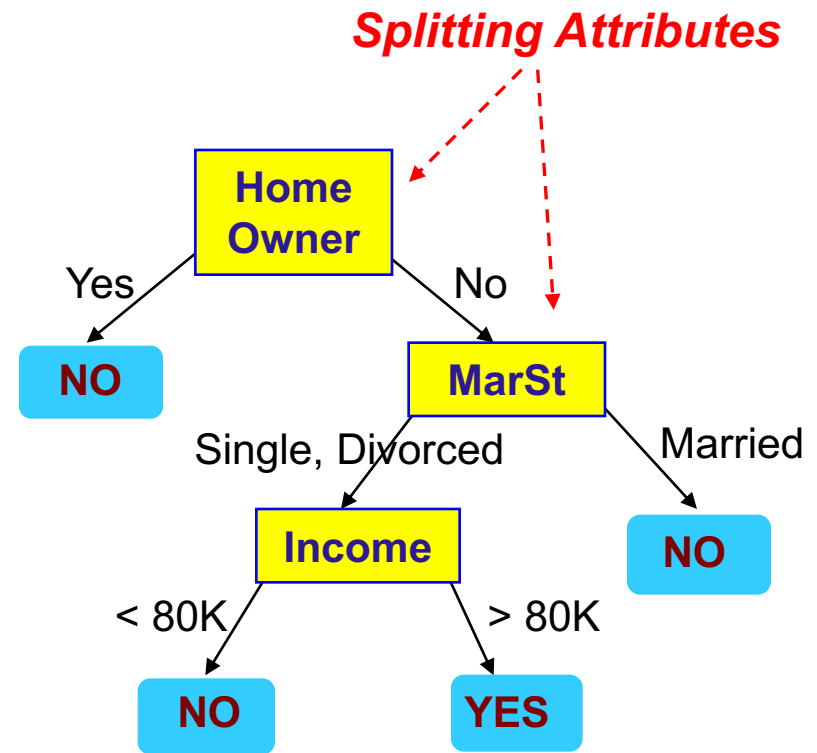 Splitting Attributes
Home
Owner
Yes
No
NO
MarSt
Single, Divorced
Married
Income
NO
< 80K
> 80K
NO
YES